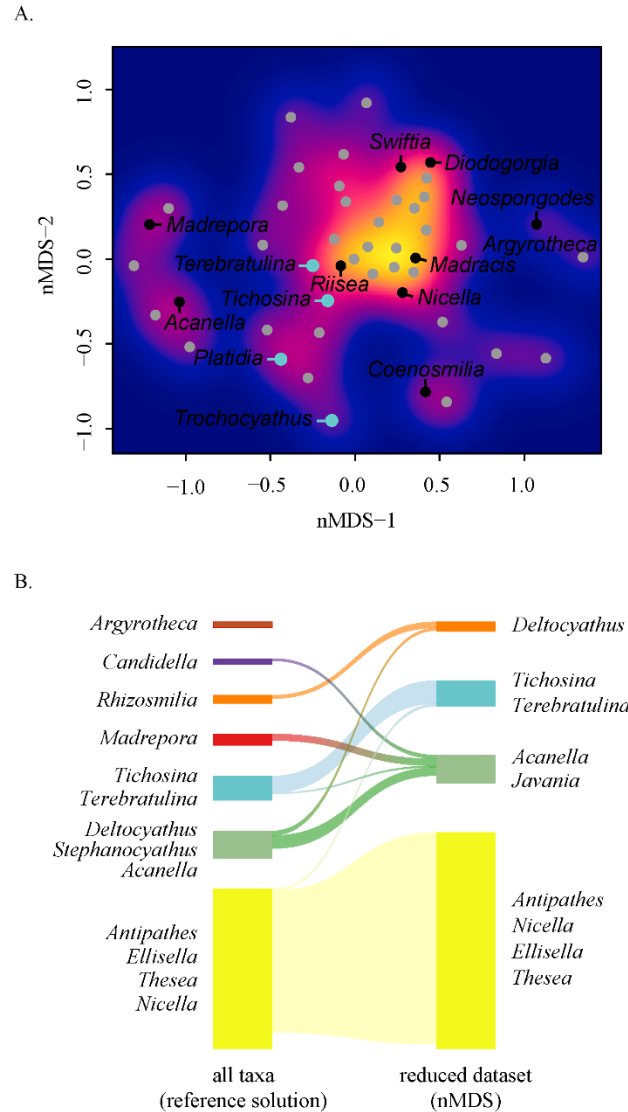 A.
1.0
0.5
0.0
−0.5
−1.0
nMDS−2
Swiftia
Diodogorgia
Neospongodes
Madrepora
Argyrotheca
Terebratulina
Madracis
Riisea
Tichosina
Nicella
Acanella
Platidia
Coenosmilia
Trochocyathus
−1.0 −0.5 0.0 0.5 1.0
nMDS−1
B.
Argyrotheca
Candidella
Rhizosmilia
Madrepora
Tichosina
Terebratulina
Deltocyathus
Stephanocyathus
Acanella
Antipathes
Ellisella
Thesea
Nicella
Deltocyathus
Tichosina
Terebratulina
Acanella
Javania
Antipathes
Nicella
Ellisella
Thesea
all taxa
(reference solution)
reduced dataset
(nMDS)